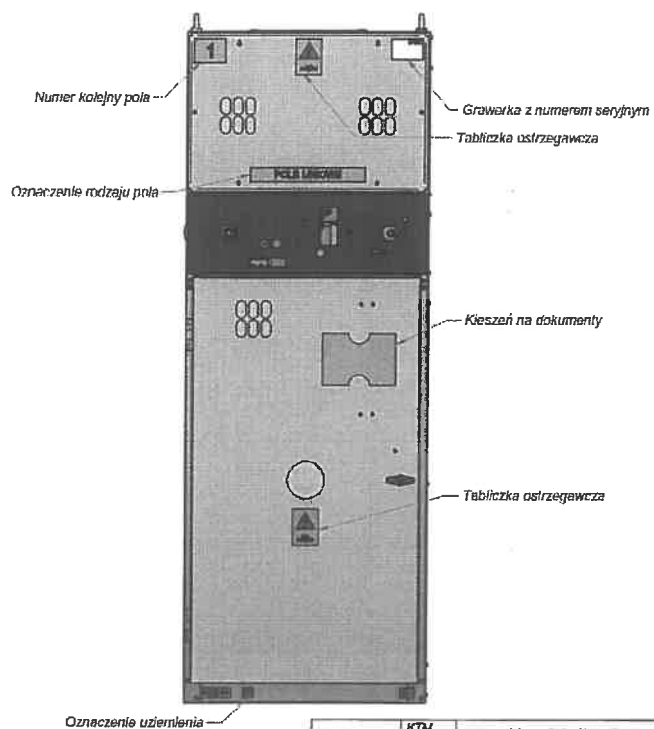 1
Numer kolejny pola
Grawerka z numerem seryjnym
Tabliczka ostrzegawcza
POLE LINIOWE
Oznaczenie rodzaju pola
Kieszeń na dokumenty
Tabliczka ostrzegawcza
Oznaczenie uziemienia
KTM